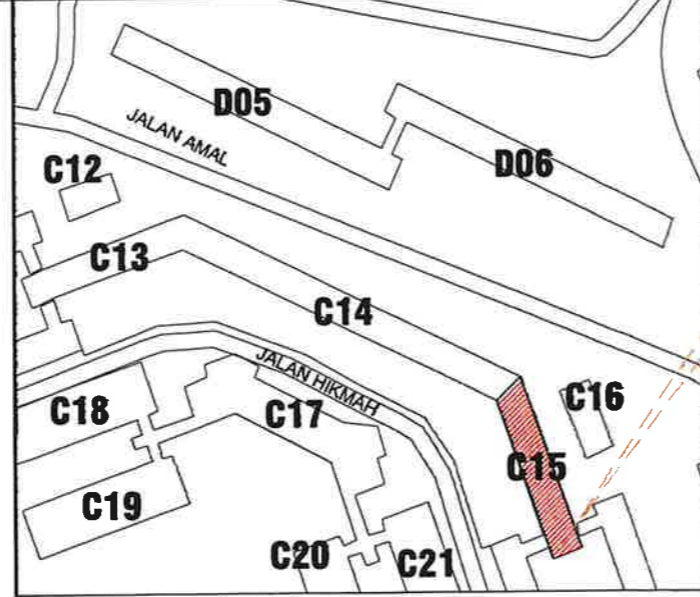 D05
JALAN AMAL
D06
C12
C13
C14
JALAN HIKMAH
C16
C18
C17
C15
C19
C20
C21